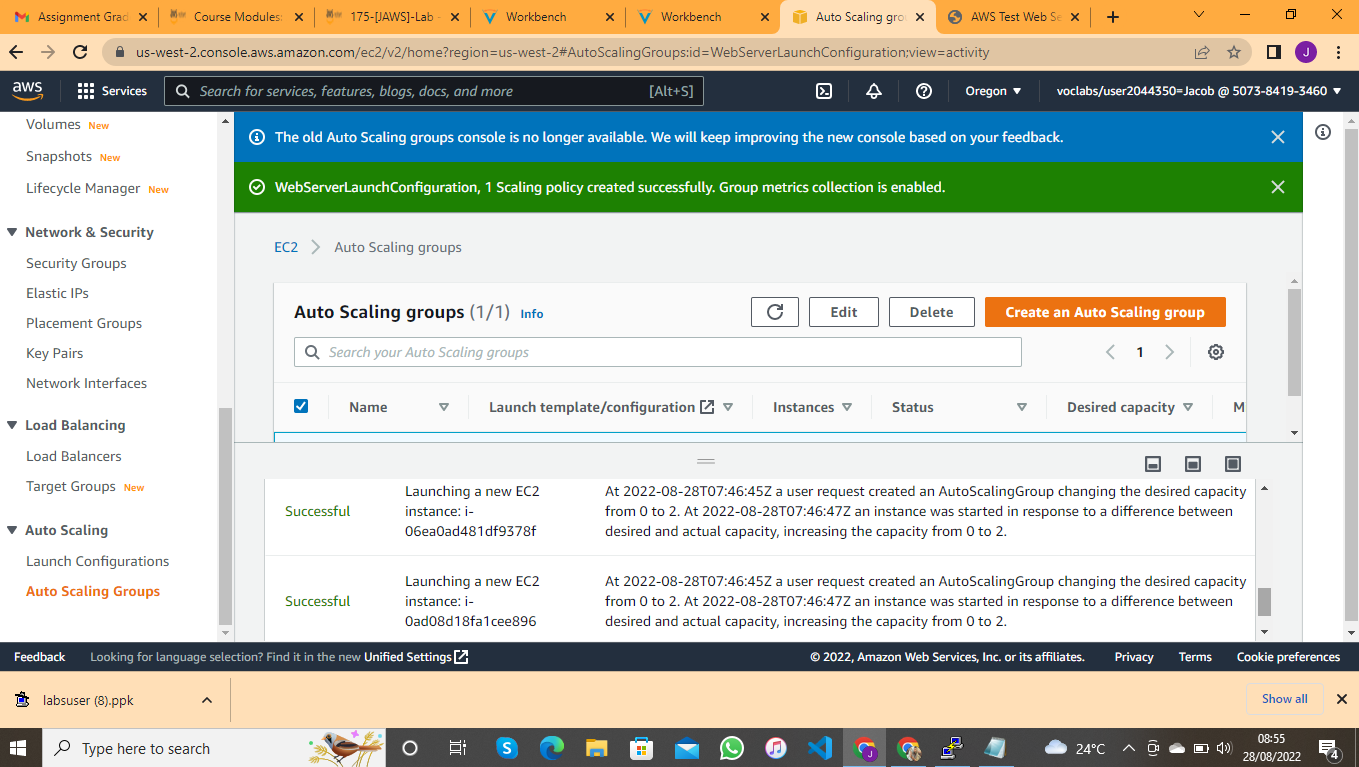 Assignment Grad
Course Modules:
175-[JAWS]-Lab -
Workbench
Workbench
Auto Scaling grou
AWS Test Web Se
us-west-2.console.aws.amazon.com/ec2/v2/home?region=us-west-2#AutoScalingGroups:id=WebServerLaunchConfiguration;view=activity
J
aws
Services
Search for services, features, blogs, docs, and more
[Alt+S]
Oregon
voclabs/user2044350=Jacob @ 5073-8419-3460
Volumes New
Snapshots New
Lifecycle Manager New
Network & Security
Security Groups
Elastic IPs
Placement Groups
Key Pairs
Network Interfaces
Load Balancing
Load Balancers
Target Groups New
Auto Scaling
Launch Configurations
Auto Scaling Groups
The old Auto Scaling groups console is no longer available. We will keep improving the new console based on your feedback.
WebServerLaunchConfiguration, 1 Scaling policy created successfully. Group metrics collection is enabled.
EC2
Auto Scaling groups
Auto Scaling groups (1/1) Info
Edit
Delete
Create an Auto Scaling group
Search your Auto Scaling groups
1
Name
Launch template/configuration
Instances
Status
Desired capacity
M
Successful
Launching a new EC2
instance: i-
06ea0ad481df9378f
At 2022-08-28T07:46:45Z a user request created an AutoScalingGroup changing the desired capacity
from 0 to 2. At 2022-08-28T07:46:47Z an instance was started in response to a difference between
desired and actual capacity, increasing the capacity from 0 to 2.
Successful
Launching a new EC2
instance: i-
0ad08d18fa1cee896
At 2022-08-28T07:46:45Z a user request created an AutoScalingGroup changing the desired capacity
from 0 to 2. At 2022-08-28T07:46:47Z an instance was started in response to a difference between
desired and actual capacity, increasing the capacity from 0 to 2.
Feedback
Looking for language selection? Find it in the new Unified Settings
© 2022, Amazon Web Services, Inc. or its affiliates.
Privacy
Terms
Cookie preferences
labsuser (8).ppk
Show all
Type here to search
24°C
08:55
28/08/2022
4